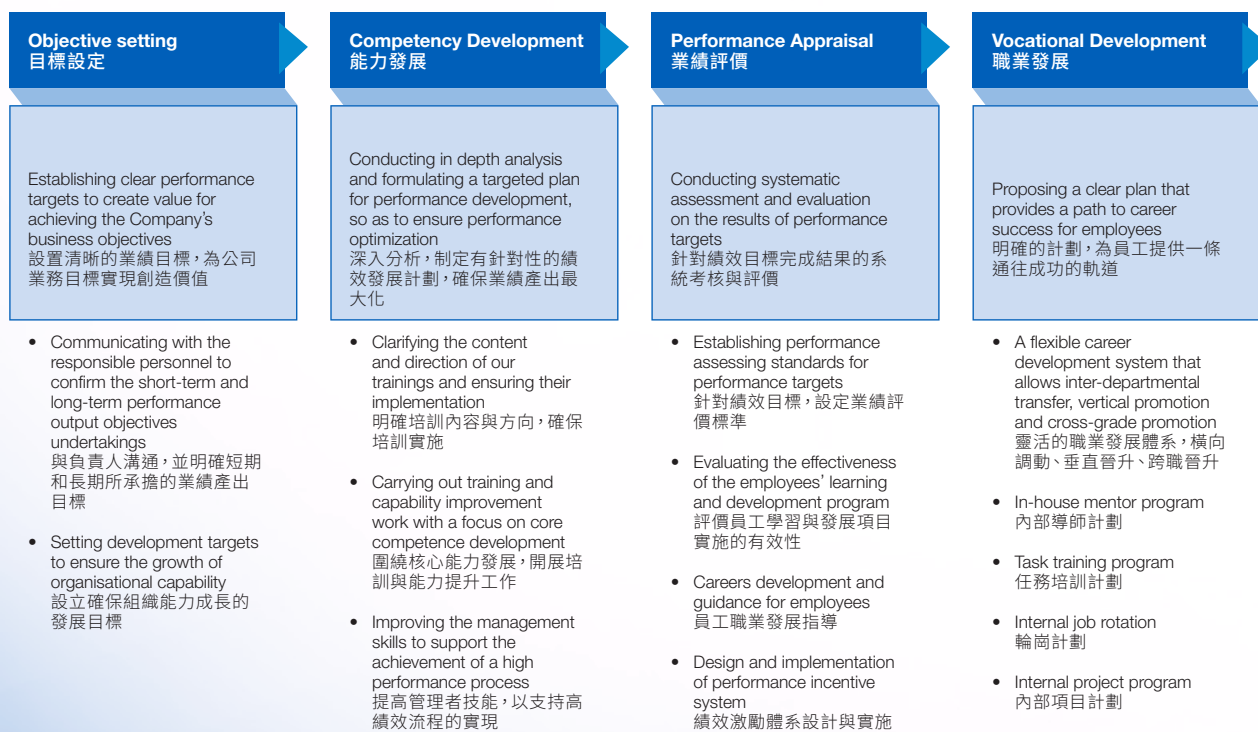 Objective setting
目標設定
Establishing clear performance
targets to create value for
achieving the Company's
business objectives
設置清晰的業績目標，為公司
業務目標實現創造價值
• Communicating with the
responsible personnel to
confirm the short-term and
long-term performance
output objectives
undertakings
與負責人溝通，並明確短期
和長期所承擔的業績產出
目標
• Setting development targets
to ensure the growth of
organisational capability
設立確保組織能力成長的
發展目標
Competency Development
能力發展
Conducting in depth analysis
and formulating a targeted plan
for performance development,
so as to ensure performance
optimization
深入分析，制定有針對性的績
效發展計劃，確保業績產出最
大化
• Clarifying the content
and direction of our
trainings and ensuring their
implementation
明確培訓內容與方向，確保
培訓實施
• Carrying out training and
capability improvement
work with a focus on core
competence development
圍繞核心能力發展，開展培
訓與能力提升工作
• Improving the management
skills to support the
achievement of a high
performance process
提高管理者技能，以支持高
績效流程的實現
Performance Appraisal
業績評價
Conducting systematic
assessment and evaluation
on the results of performance
targets
針對績效目標完成結果的系
統考核與評價
• Establishing performance
assessing standards for
performance targets
針對績效目標，設定業績評
價標準
• Evaluating the effectiveness
of the employees' learning
and development program
評價員工學習與發展項目
實施的有效性
• Careers development and
guidance for employees
員工職業發展指導
• Design and implementation
of performance incentive
system
績效激勵體系設計與實施
Vocational Development
職業發展
Proposing a clear plan that
provides a path to career
success for employees
明確的計劃，為員工提供一條
通往成功的軌道
• A flexible career
development system that
allows inter-departmental
transfer, vertical promotion
and cross-grade promotion
靈活的職業發展體系，橫向
調動、垂直晉升、跨職晉升
• In-house mentor program
內部導師計劃
• Task training program
任務培訓計劃
• Internal job rotation
輪崗計劃
• Internal project program
內部項目計劃